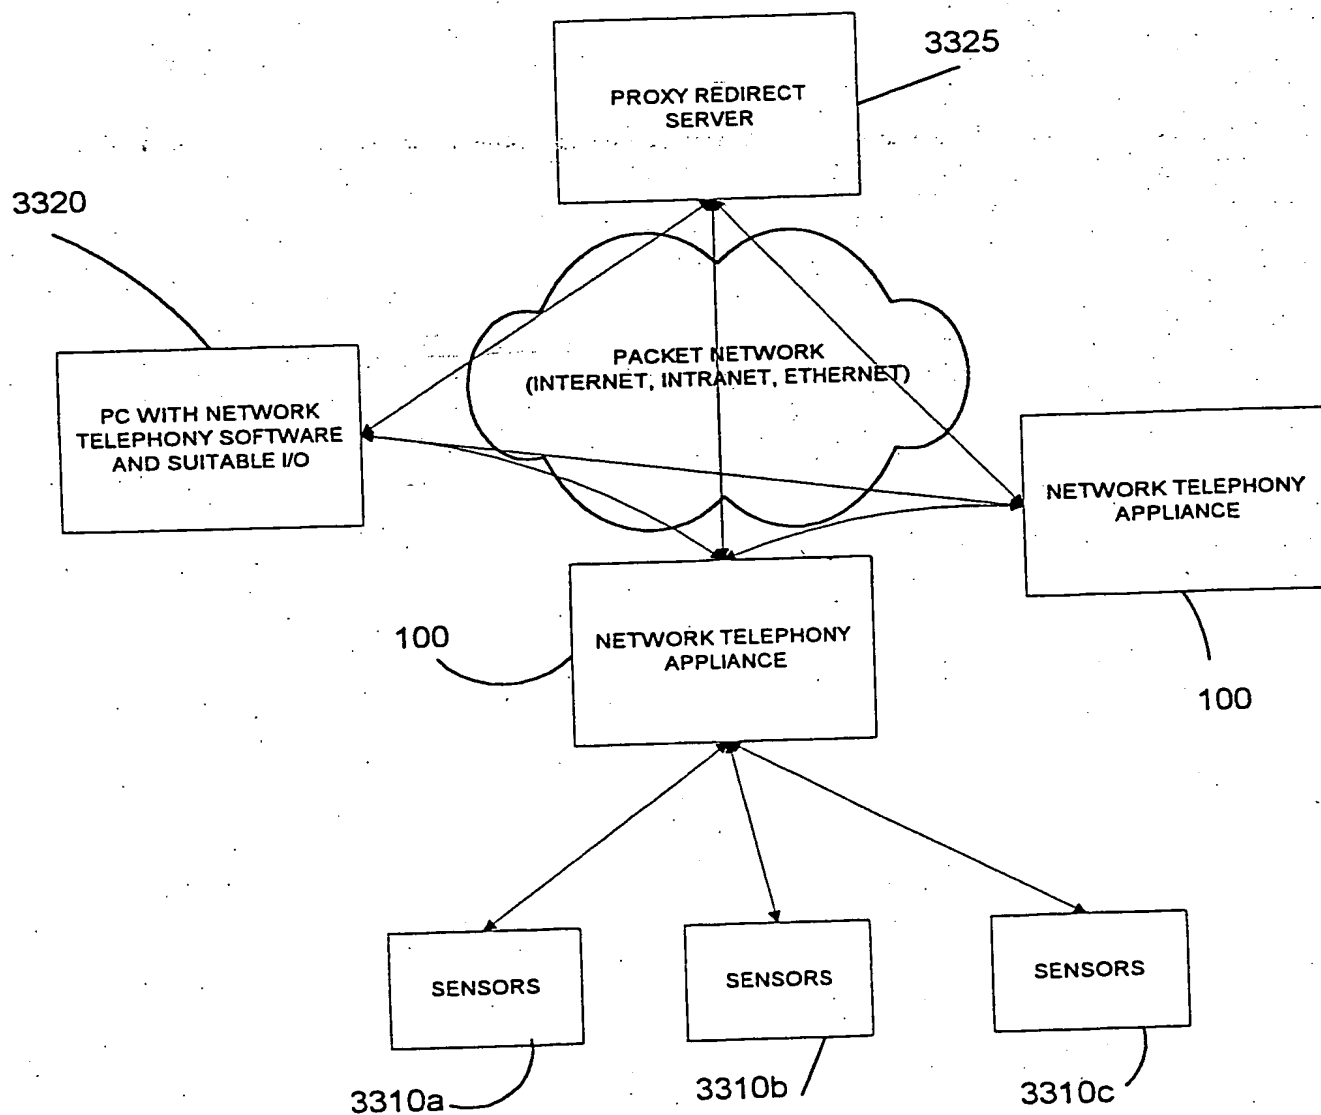 3325
PROXY REDIRECT
SERVER
3320
PACKET NETWORK
(INTERNET, INTRANET, ETHERNET)
PC WITH NETWORK
TELEPHONY SOFTWARE
AND SUITABLE I/O
NETWORK TELEPHONY
APPLIANCE
100
NETWORK TELEPHONY
APPLIANCE
100
SENSORS
SENSORS
SENSORS
3310a
3310b
3310c